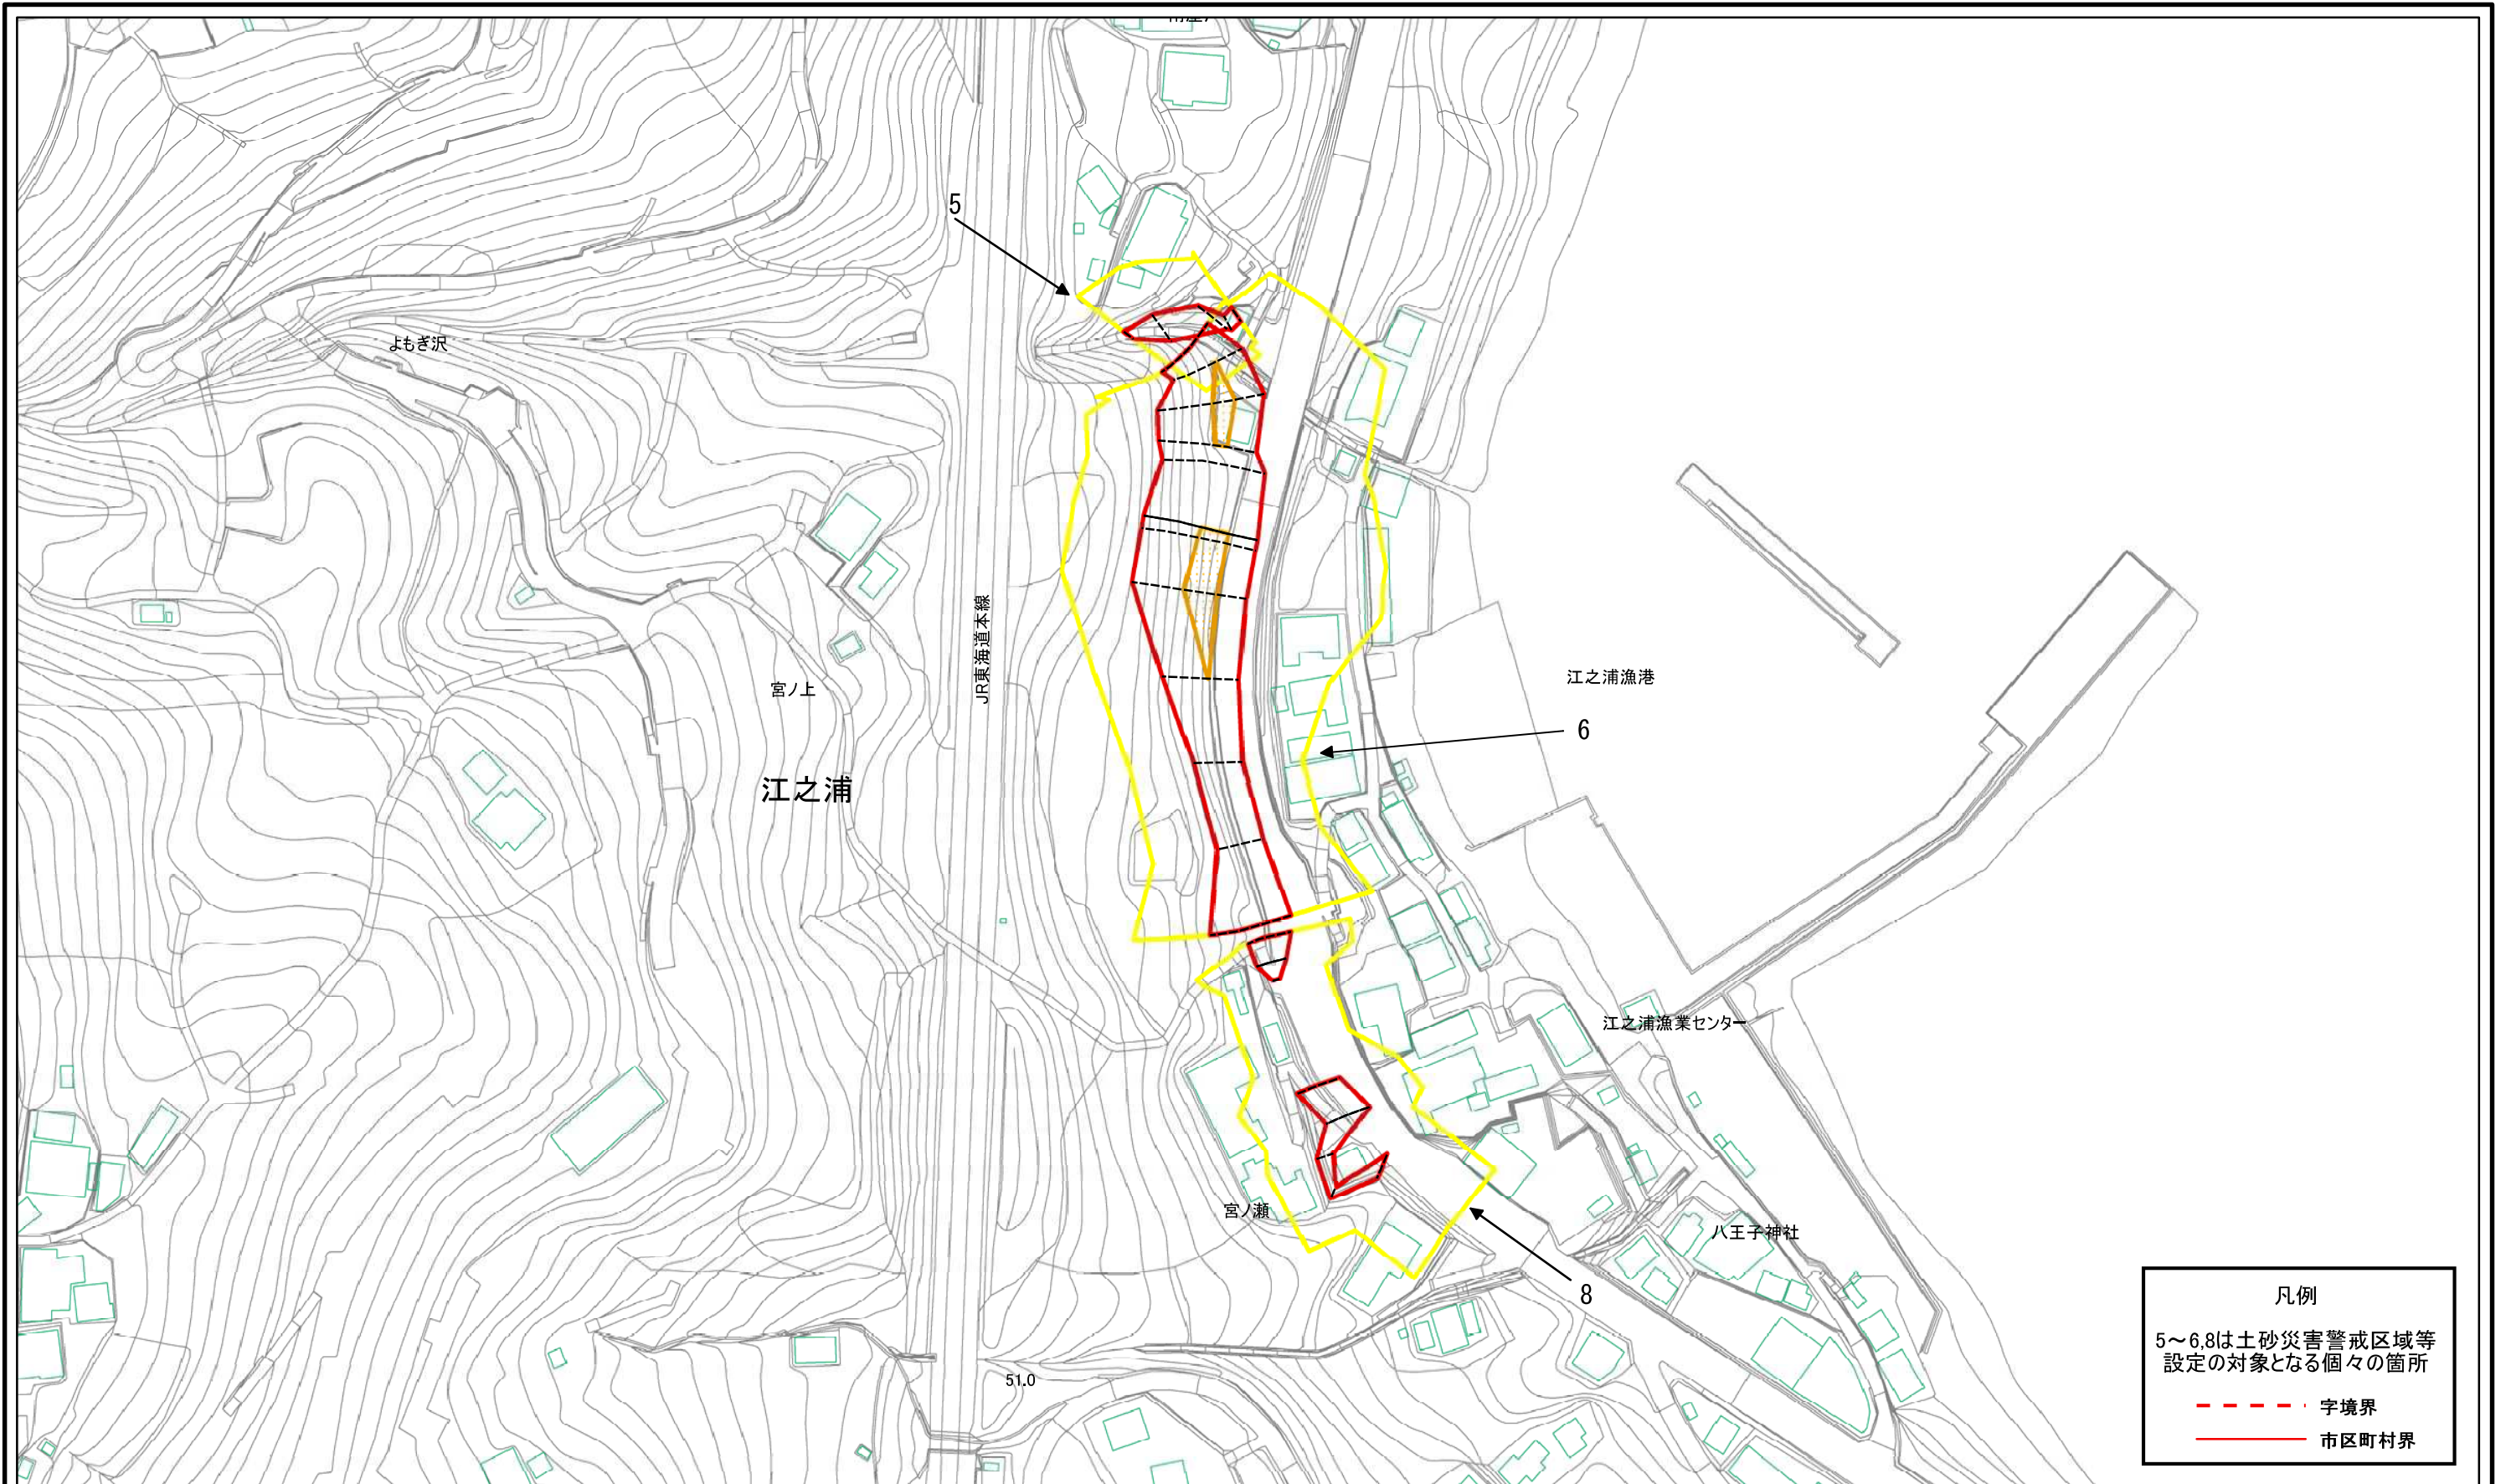 5
よもぎ沢
JR東海道本線
宮ノ上
江之浦漁港
6
江之浦
江之浦漁業センター
宮ノ瀬
八王子神社
8
51.0
凡例
5～6,8は土砂災害警戒区域等
設定の対象となる個々の箇所
字境界
市区町村界